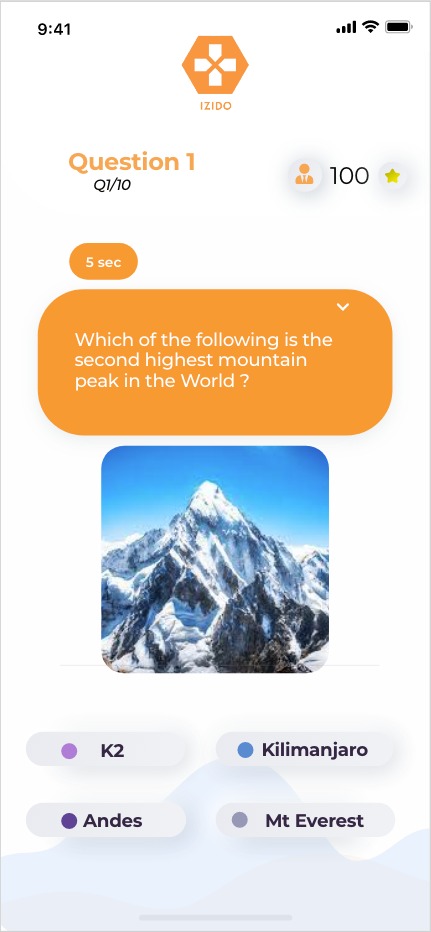 9:41
IZIDO
Question 1
Q1/10
100
5 sec
Which of the following is the
second highest mountain
peak in the World ?
K2
Kilimanjaro
Andes
Mt Everest